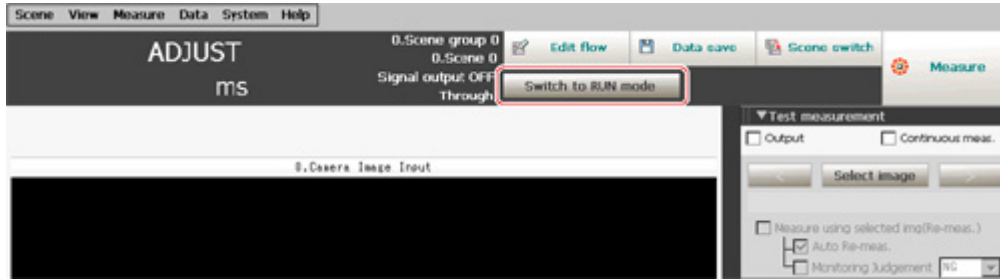 Scene View Measure Data System Help
ADJUST
ms
0.Scene group 0
0.Scene 0
Signal output OFF
Through
Edit flow
Data save
Scene switch
Switch to RUN mode
Measure
0.Camera Image Input
▼Test measurement
Output
Continuous meas.
< Select image >
Measure using selected img(Re-meas.)
Auto Re-meas.
Monitoring Judgement NG